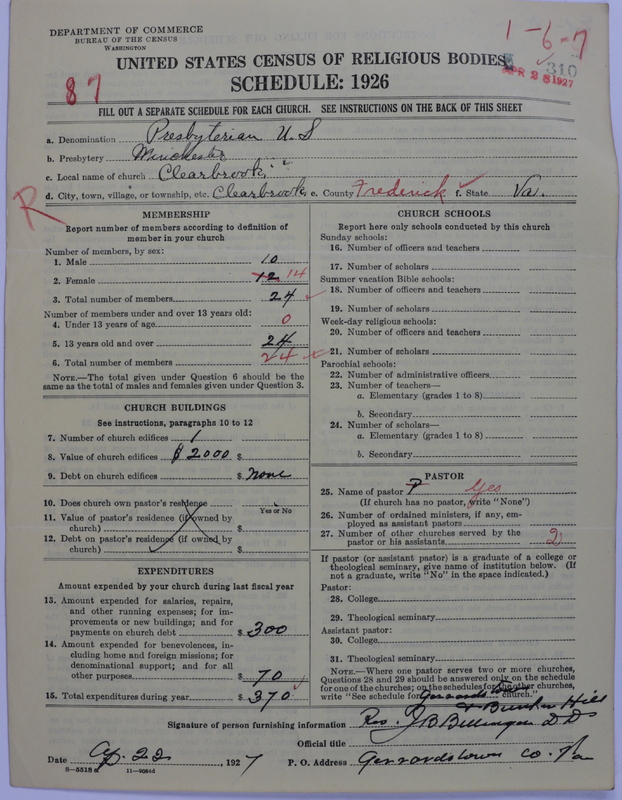 DEPARTMENT OF COMMERCE
BUREAU OF THE CENSUS
WASHINGTON
1-6-7
UNITED STATES CENSUS OF RELIGIOUS BODIES
310
APR 28 1927
SCHEDULE: 1926
87
FILL OUT A SEPARATE SCHEDULE FOR EACH CHURCH. SEE INSTRUCTIONS ON THE BACK OF THIS SHEET
a. Denomination Presbyterian U S
b. Presbytery Winchester
c. Local name of church Clearbrook
d. City, town, village, or township, etc. Clearbrook e. County Frederick f. State Va.
R
MEMBERSHIP
Report number of members according to definition of
member in your church
Number of members, by sex:
1. Male 10
2. Female 12 14
3. Total number of members 24
Number of members under and over 13 years old:
4. Under 13 years of age 0
5. 13 years old and over 24
6. Total number of members 24
NOTE.—The total given under Question 6 should be the
same as the total of males and females given under Question 3.
CHURCH BUILDINGS
See instructions, paragraphs 10 to 12
7. Number of church edifices 1
8. Value of church edifices $2000 $
9. Debt on church edifices $ none
10. Does church own pastor's residence
Yes or No
11. Value of pastor's residence (if owned by
church) $
12. Debt on pastor's residence (if owned by
church) $
EXPENDITURES
Amount expended by your church during last fiscal year
13. Amount expended for salaries, repairs,
and other running expenses; for im-
provements or new buildings; and for
payments on church debt $ 300
14. Amount expended for benevolences, in-
cluding home and foreign missions; for
denominational support; and for all
other purposes $ 70
15. Total expenditures during year $ 370
CHURCH SCHOOLS
Report here only schools conducted by this church
Sunday schools:
16. Number of officers and teachers
17. Number of scholars
Summer vacation Bible schools:
18. Number of officers and teachers
19. Number of scholars
Week-day religious schools:
20. Number of officers and teachers
21. Number of scholars
Parochial schools:
22. Number of administrative officers
23. Number of teachers—
a. Elementary (grades 1 to 8)
b. Secondary
24. Number of scholars—
a. Elementary (grades 1 to 8)
b. Secondary
PASTOR
25. Name of pastor P Yes
(If church has no pastor, write "None")
26. Number of ordained ministers, if any, em-
ployed as assistant pastors
27. Number of other churches served by the
pastor or his assistants 2
If pastor (or assistant pastor) is a graduate of a college or
theological seminary, give name of institution below. (If
not a graduate, write "No" in the space indicated.)
Pastor:
28. College
29. Theological seminary
Assistant pastor:
30. College
31. Theological seminary
NOTE.—Where one pastor serves two or more churches,
Questions 28 and 29 should be answered only on the schedule
for one of the churches; on the schedules for the other churches,
write "See schedule for Gerrardstown church."
& Bunker Hill
Signature of person furnishing information Rev. J B D D
Official title
Date Ap. 22, 1927 P. O. Address Gerrardstown
8-5518a 11-9084d